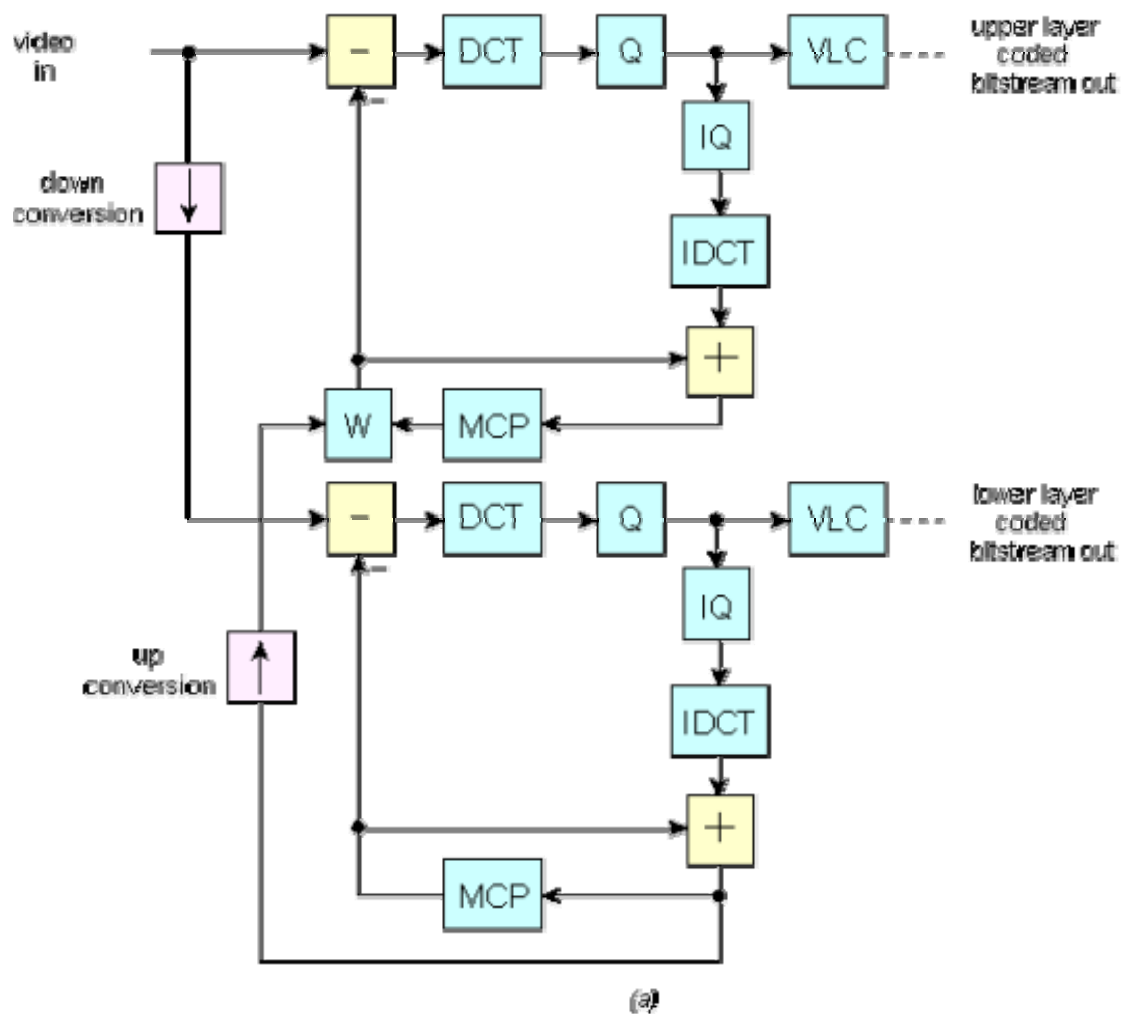 video
in
-
DCT
Q
VLC
upper layer
coded
bitstream out
-
IQ
down
conversion
IDCT
+
W
MCP
-
DCT
Q
VLC
lower layer
coded
bitstream out
-
IQ
up
conversion
IDCT
+
MCP
(a)